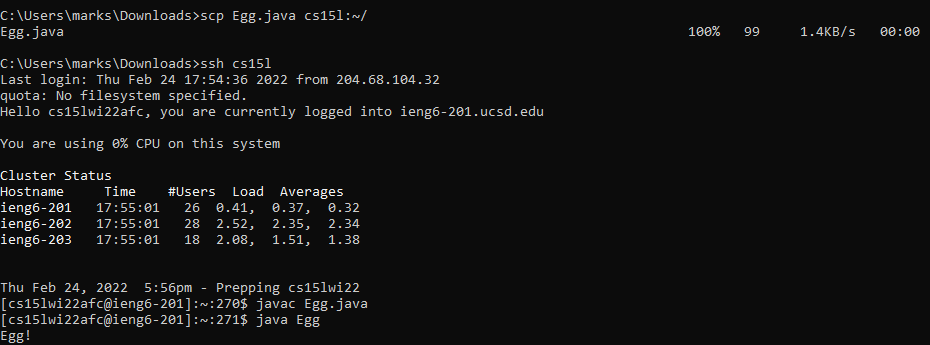 C:\Users\marks\Downloads>scp Egg.java cs15l:~/
Egg.java 100% 99 1.4KB/s 00:00
C:\Users\marks\Downloads>ssh cs15l
Last login: Thu Feb 24 17:54:36 2022 from 204.68.104.32
quota: No filesystem specified.
Hello cs15lwi22afc, you are currently logged into ieng6-201.ucsd.edu
You are using 0% CPU on this system
Cluster Status
Hostname Time #Users Load Averages
ieng6-201 17:55:01 26 0.41, 0.37, 0.32
ieng6-202 17:55:01 28 2.52, 2.35, 2.34
ieng6-203 17:55:01 18 2.08, 1.51, 1.38
Thu Feb 24, 2022 5:56pm - Prepping cs15lwi22
[cs15lwi22afc@ieng6-201]:~:270$ javac Egg.java
[cs15lwi22afc@ieng6-201]:~:271$ java Egg
Egg!